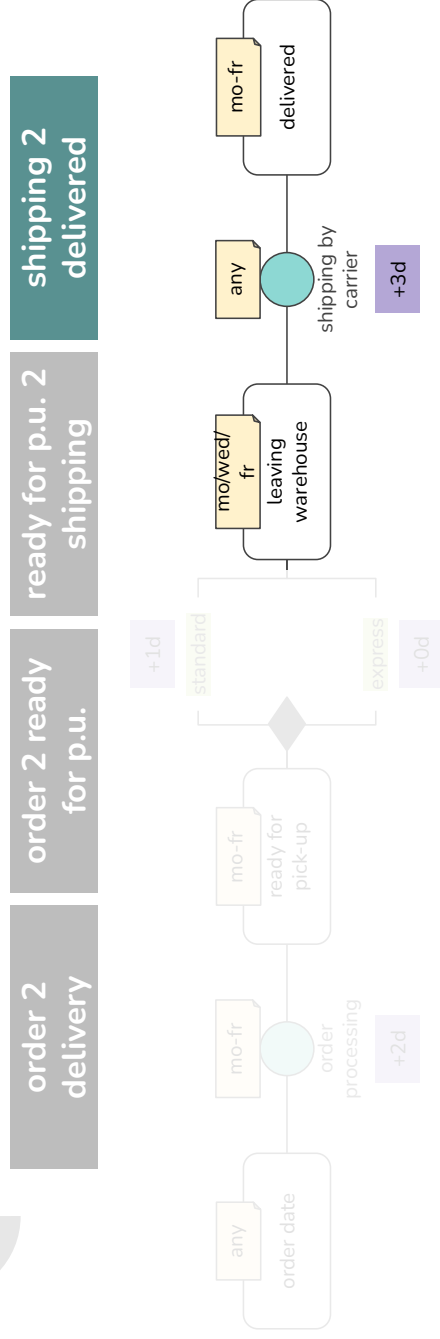 order 2
delivery
order 2 ready
for p.u.
ready for p.u. 2
shipping
shipping 2
delivered
any
order date
mo-fr
order
processing
+2d
mo-fr
ready for
pick-up
+1d
standard
express
+0d
mo/wed/
fr
leaving
warehouse
any
shipping by
carrier
+3d
mo-fr
delivered